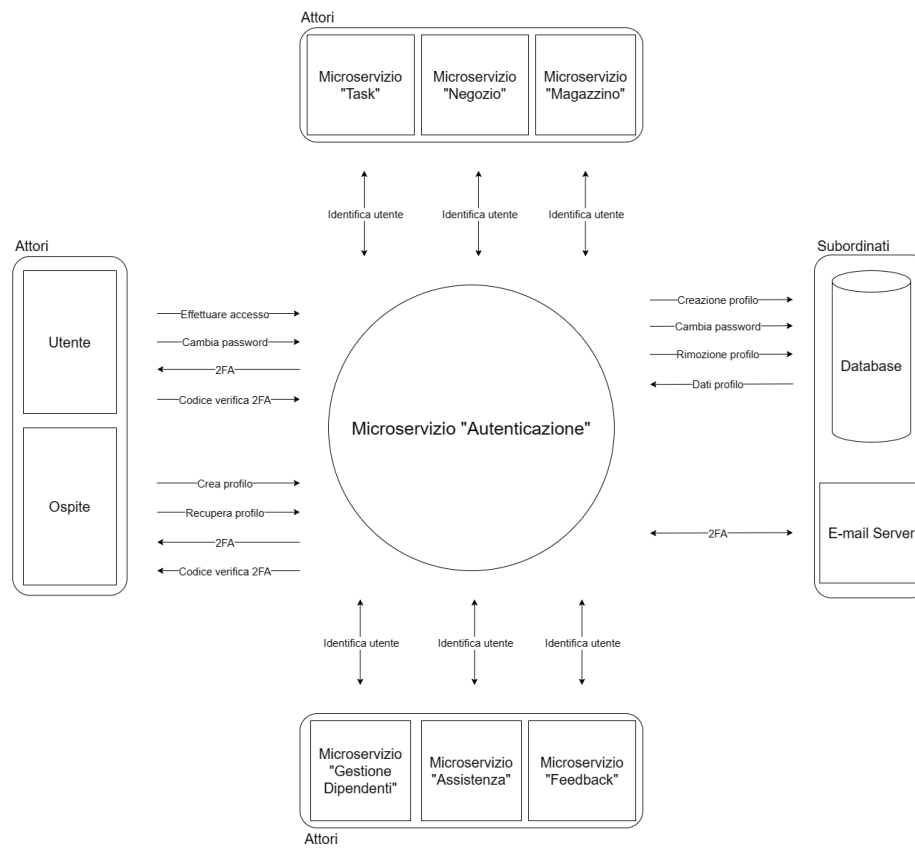 Attori
Microservizio
"Task"
Microservizio
"Negozio"
Microservizio
"Magazzino"
Identifica utente
Identifica utente
Identifica utente
Attori
Utente
Ospite
Effettuare accesso
Cambia password
2FA
Codice verifica 2FA
Crea profilo
Recupera profilo
2FA
Codice verifica 2FA
Microservizio "Autenticazione"
Subordinati
Creazione profilo
Cambia password
Rimozione profilo
Dati profilo
Database
2FA
E-mail Server
Identifica utente
Identifica utente
Identifica utente
Microservizio
"Gestione
Dipendenti"
Microservizio
"Assistenza"
Microservizio
"Feedback"
Attori